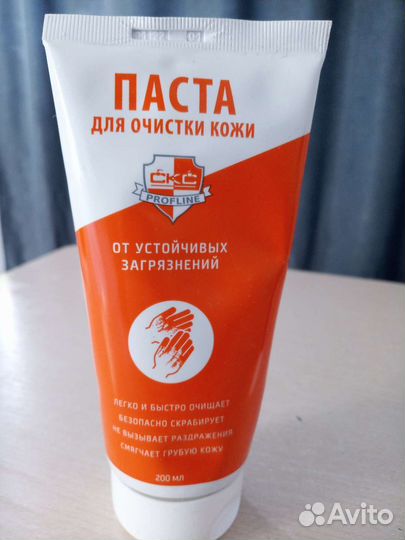 ПАСТА
ДЛЯ ОЧИСТКИ КОЖИ
СКС
PROFLINE
ОТ УСТОЙЧИВЫХ
ЗАГРЯЗНЕНИЙ
ЛЕГКО И БЫСТРО ОЧИЩАЕТ
БЕЗОПАСНО СКРАБИРУЕТ
НЕ ВЫЗЫВАЕТ РАЗДРАЖЕНИЯ
СМЯГЧАЕТ ГРУБУЮ КОЖУ
200 МЛ
Avito